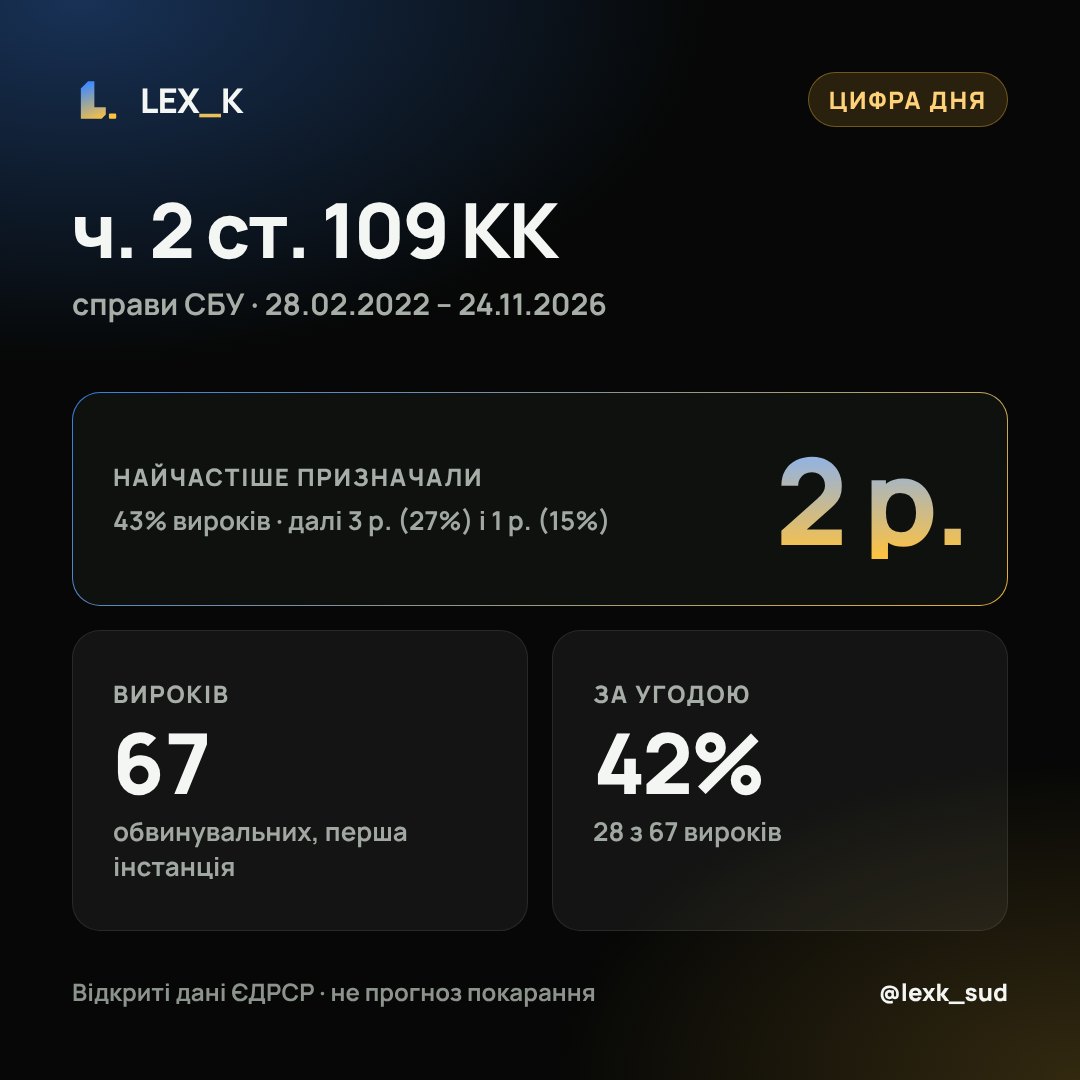 LEX_K
ЦИФРА ДНЯ
ч. 2 ст. 109 КК
справи СБУ · 28.02.2022 – 24.11.2026
НАЙЧАСТІШЕ ПРИЗНАЧАЛИ
43% вироків · далі 3 р. (27%) і 1 р. (15%)
2 р.
ВИРОКІВ
67
обвинувальних, перша
інстанція
ЗА УГОДОЮ
42%
28 з 67 вироків
Відкриті дані ЄДРСР · не прогноз покарання
@lexk_sud